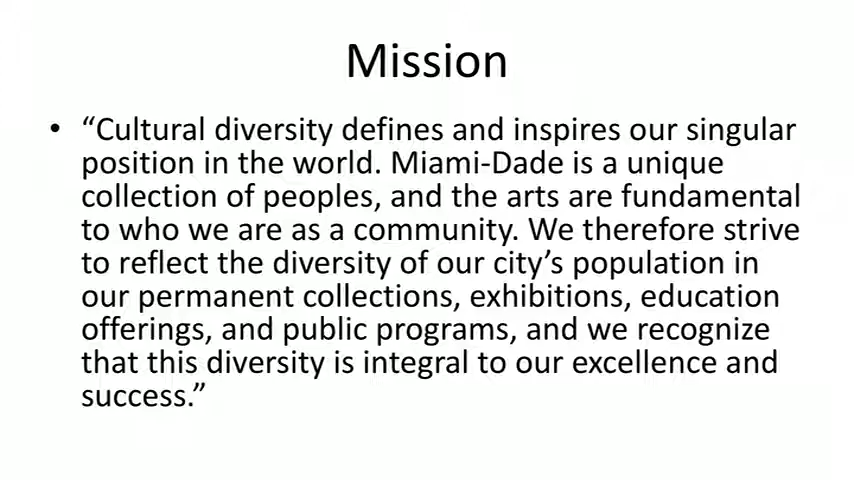 Mission
• “Cultural diversity defines and inspires our singular
position in the world. Miami-Dade is a unique
collection of peoples, and the arts are fundamental
to who we are as a community. We therefore strive
to reflect the diversity of our city’s population in
our permanent collections, exhibitions, education
offerings, and public programs, and we recognize
that this diversity is integral to our excellence and
success.”